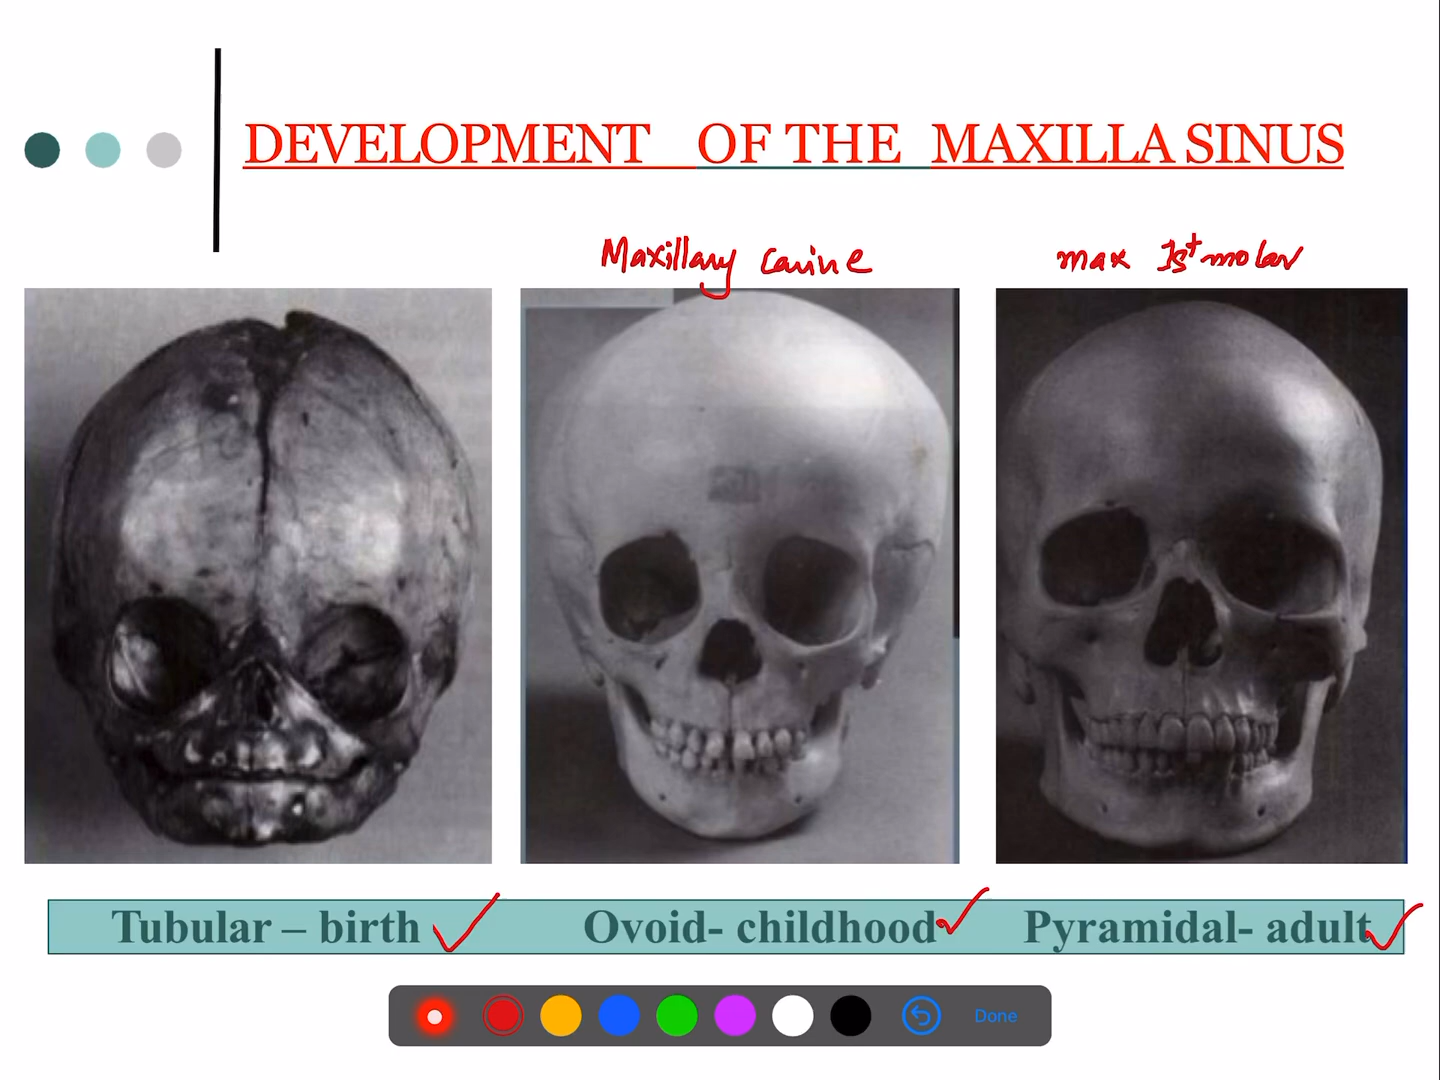 DEVELOPMENT OF THE MAXILLA SINUS
Maxillary canine
max 1st molar
Tubular – birth
Ovoid- childhood
Pyramidal- adult
Done